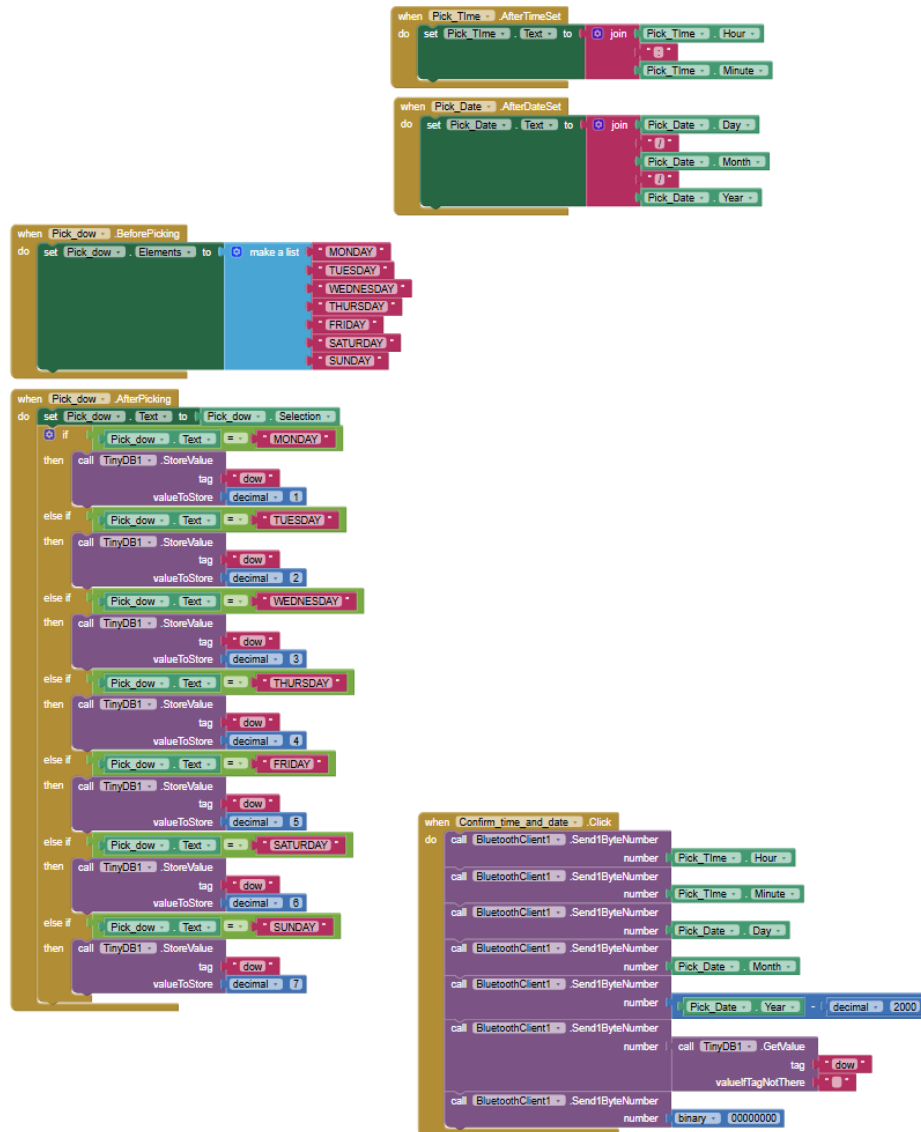 when Pick_TIme .AfterTimeSet
do set Pick_TIme . Text to join Pick_TIme . Hour
" : "
Pick_TIme . Minute
when Pick_Date .AfterDateSet
do set Pick_Date . Text to join Pick_Date . Day
" / "
Pick_Date . Month
" / "
Pick_Date . Year
when Pick_dow .BeforePicking
do set Pick_dow . Elements to make a list " MONDAY "
" TUESDAY "
" WEDNESDAY "
" THURSDAY "
" FRIDAY "
" SATURDAY "
" SUNDAY "
when Pick_dow .AfterPicking
do set Pick_dow . Text to Pick_dow . Selection
if Pick_dow . Text = " MONDAY "
then call TinyDB1 .StoreValue
tag " dow "
valueToStore decimal 1
else if Pick_dow . Text = " TUESDAY "
then call TinyDB1 .StoreValue
tag " dow "
valueToStore decimal 2
else if Pick_dow . Text = " WEDNESDAY "
then call TinyDB1 .StoreValue
tag " dow "
valueToStore decimal 3
else if Pick_dow . Text = " THURSDAY "
then call TinyDB1 .StoreValue
tag " dow "
valueToStore decimal 4
else if Pick_dow . Text = " FRIDAY "
then call TinyDB1 .StoreValue
tag " dow "
valueToStore decimal 5
else if Pick_dow . Text = " SATURDAY "
then call TinyDB1 .StoreValue
tag " dow "
valueToStore decimal 6
else if Pick_dow . Text = " SUNDAY "
then call TinyDB1 .StoreValue
tag " dow "
valueToStore decimal 7
when Confirm_time_and_date .Click
do call BluetoothClient1 .Send1ByteNumber
number Pick_TIme . Hour
call BluetoothClient1 .Send1ByteNumber
number Pick_TIme . Minute
call BluetoothClient1 .Send1ByteNumber
number Pick_Date . Day
call BluetoothClient1 .Send1ByteNumber
number Pick_Date . Month
call BluetoothClient1 .Send1ByteNumber
number Pick_Date . Year - decimal 2000
call BluetoothClient1 .Send1ByteNumber
number call TinyDB1 .GetValue
tag " dow "
valueIfTagNotThere " "
call BluetoothClient1 .Send1ByteNumber
number binary 00000000